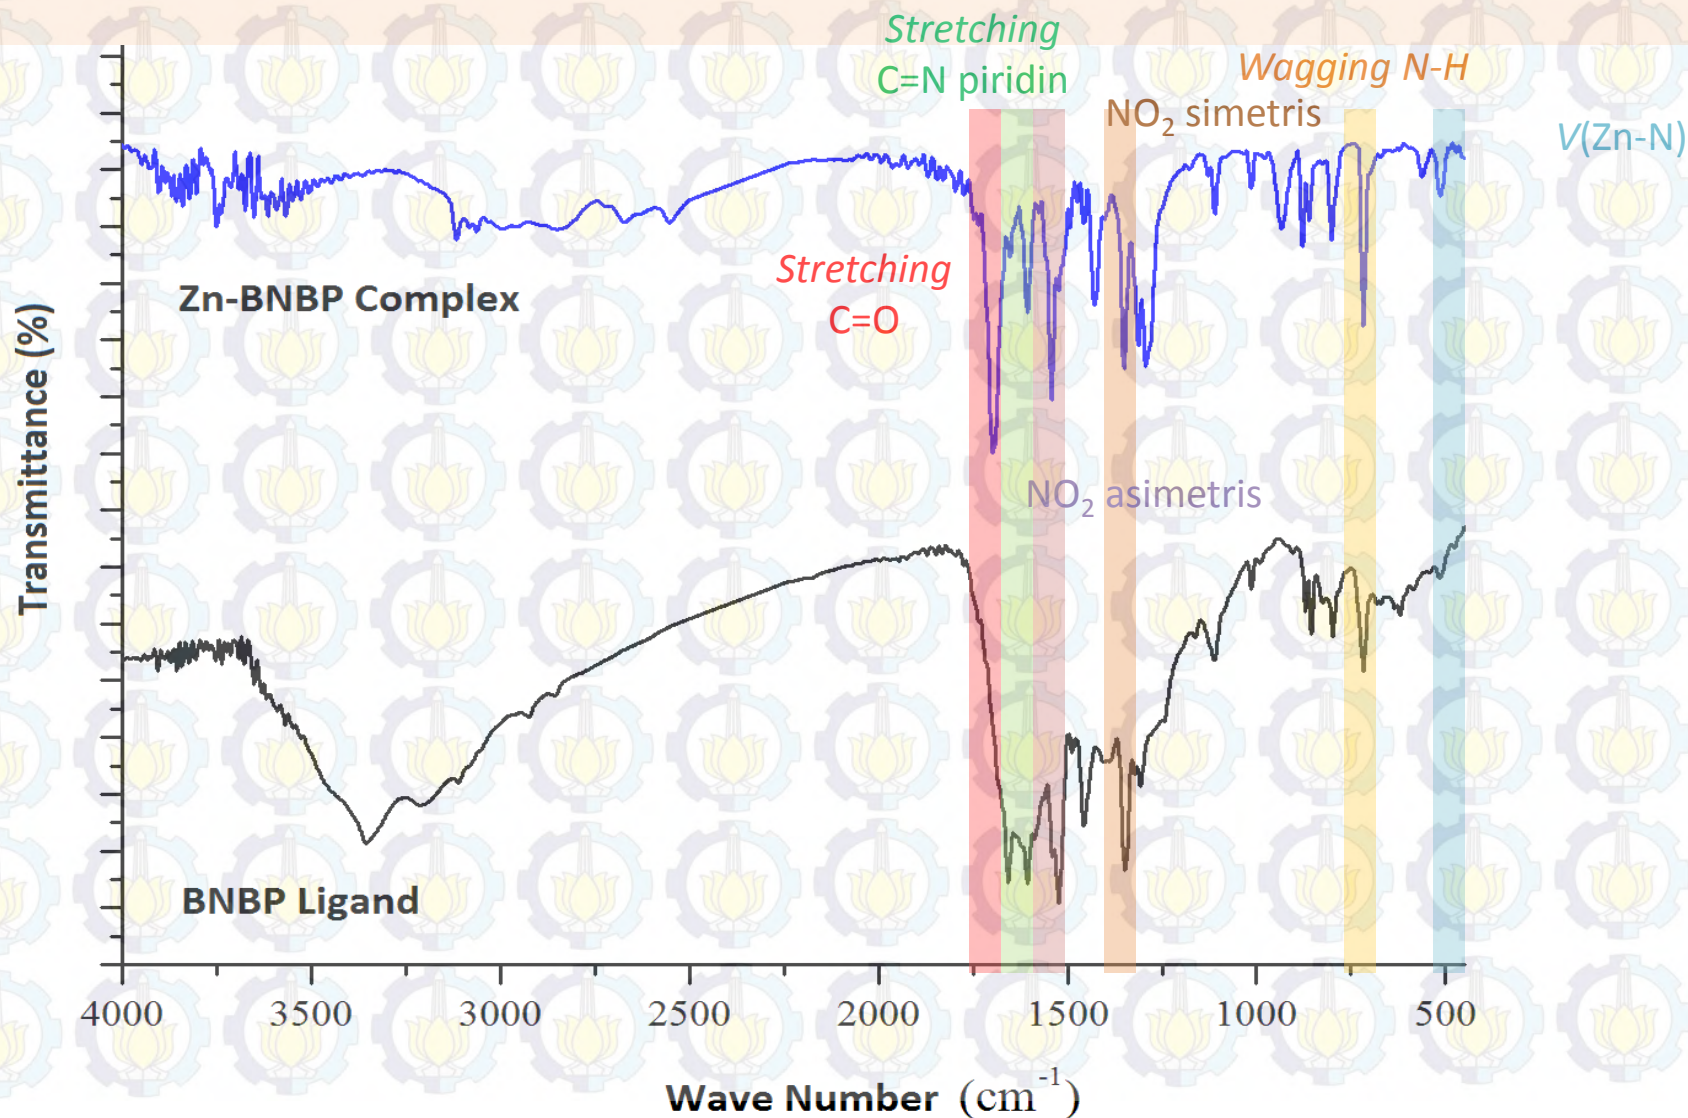 Stretching
C=N piridin
Wagging N-H
NO₂ simetris
V(Zn-N)
Stretching
C=O
Zn-BNBP Complex
NO₂ asimetris
BNBP Ligand
Transmittance (%)
4000 3500 3000 2500 2000 1500 1000 500
Wave Number (cm⁻¹)